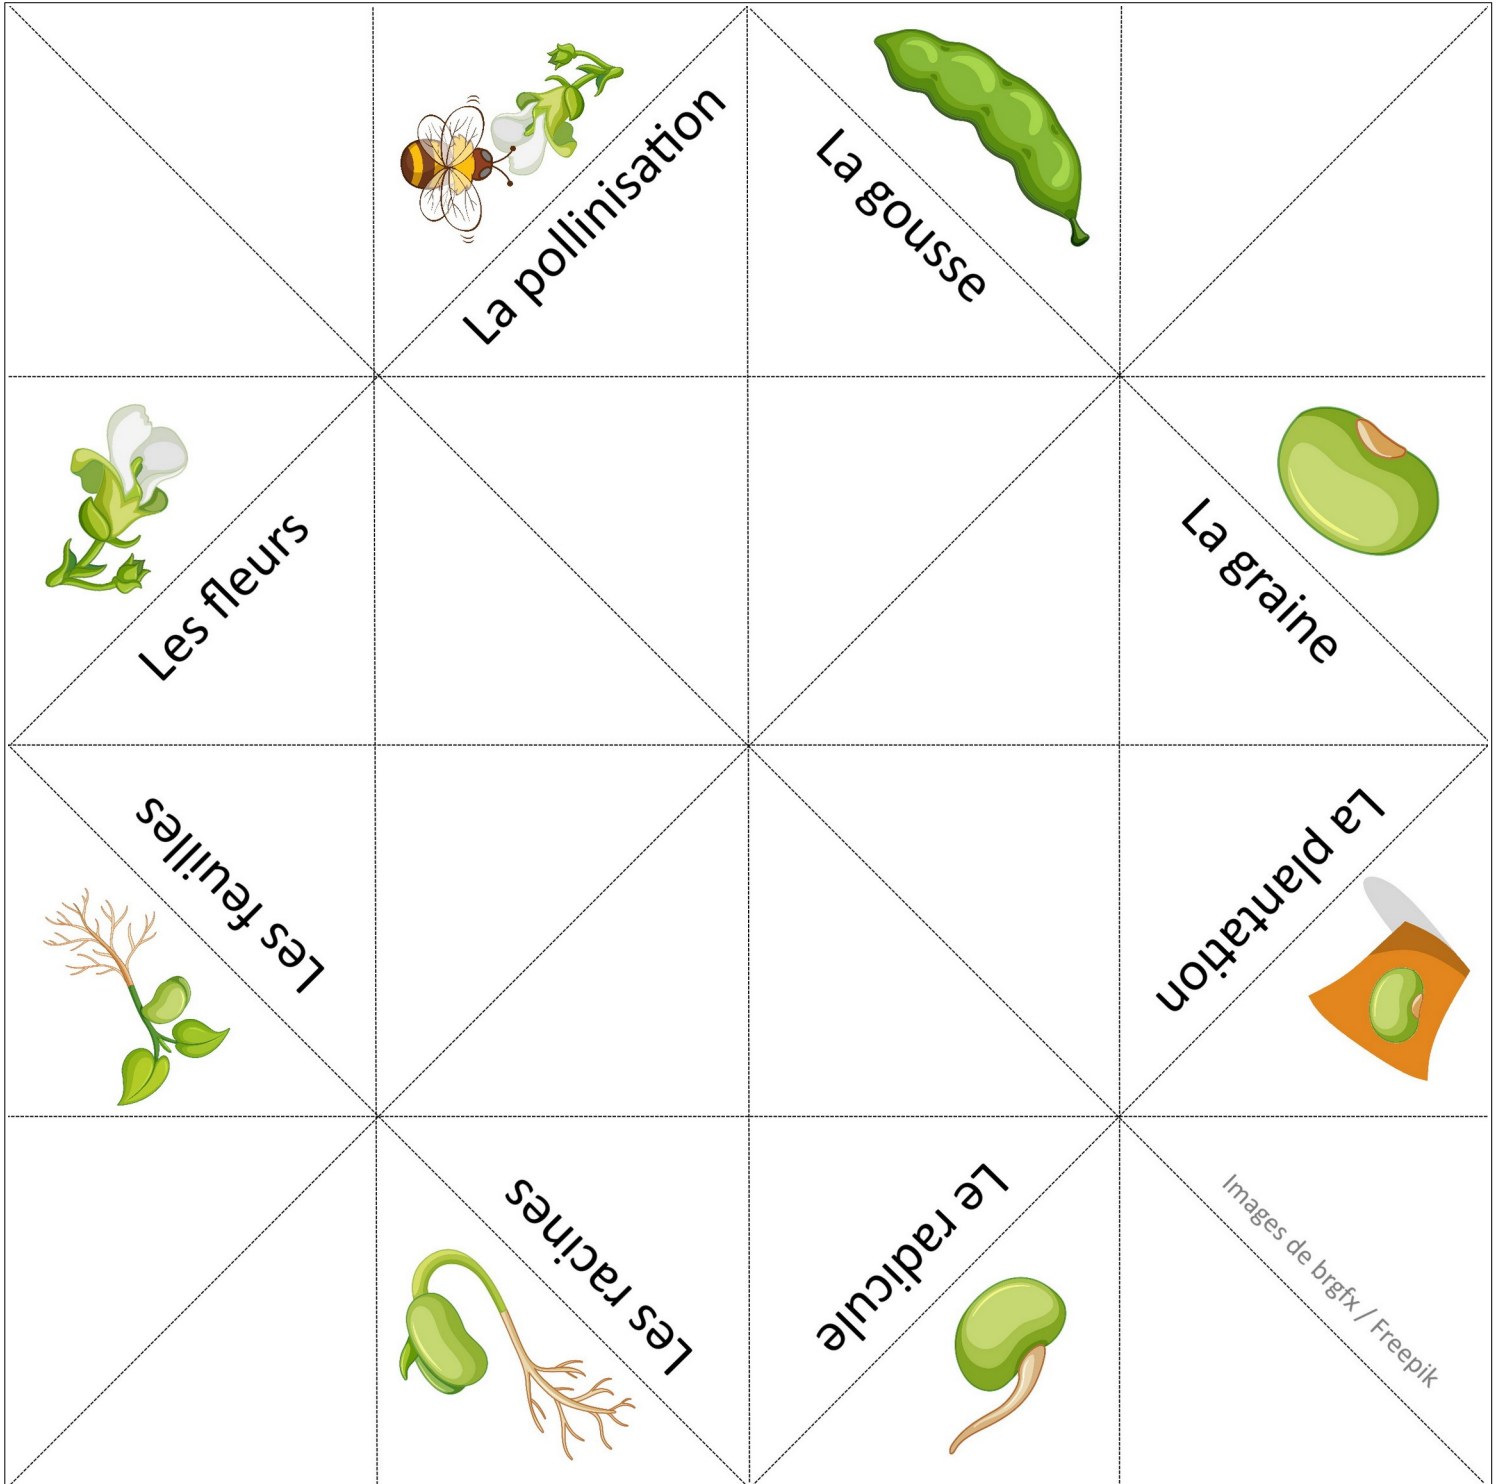 La pollinisation
La gousse
Les fleurs
La graine
Les feuilles
La plantation
Les racines
Le radicule
Images de brgfx / Freepik